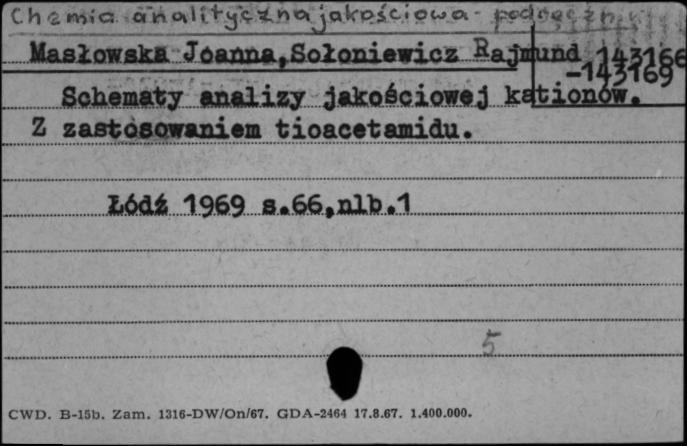 Chemia analityczna jakościowa - podręczn.
Masłowska Joanna, Sołoniewicz Rajmund 143166
-143169
Schematy analizy jakościowej kationów.
Z zastosowaniem tioacetamidu.
Łódź 1969 s.66,nlb.1
5
CWD. B-15b. Zam. 1316-DW/On/67. GDA-2464 17.8.67. 1.400.000.